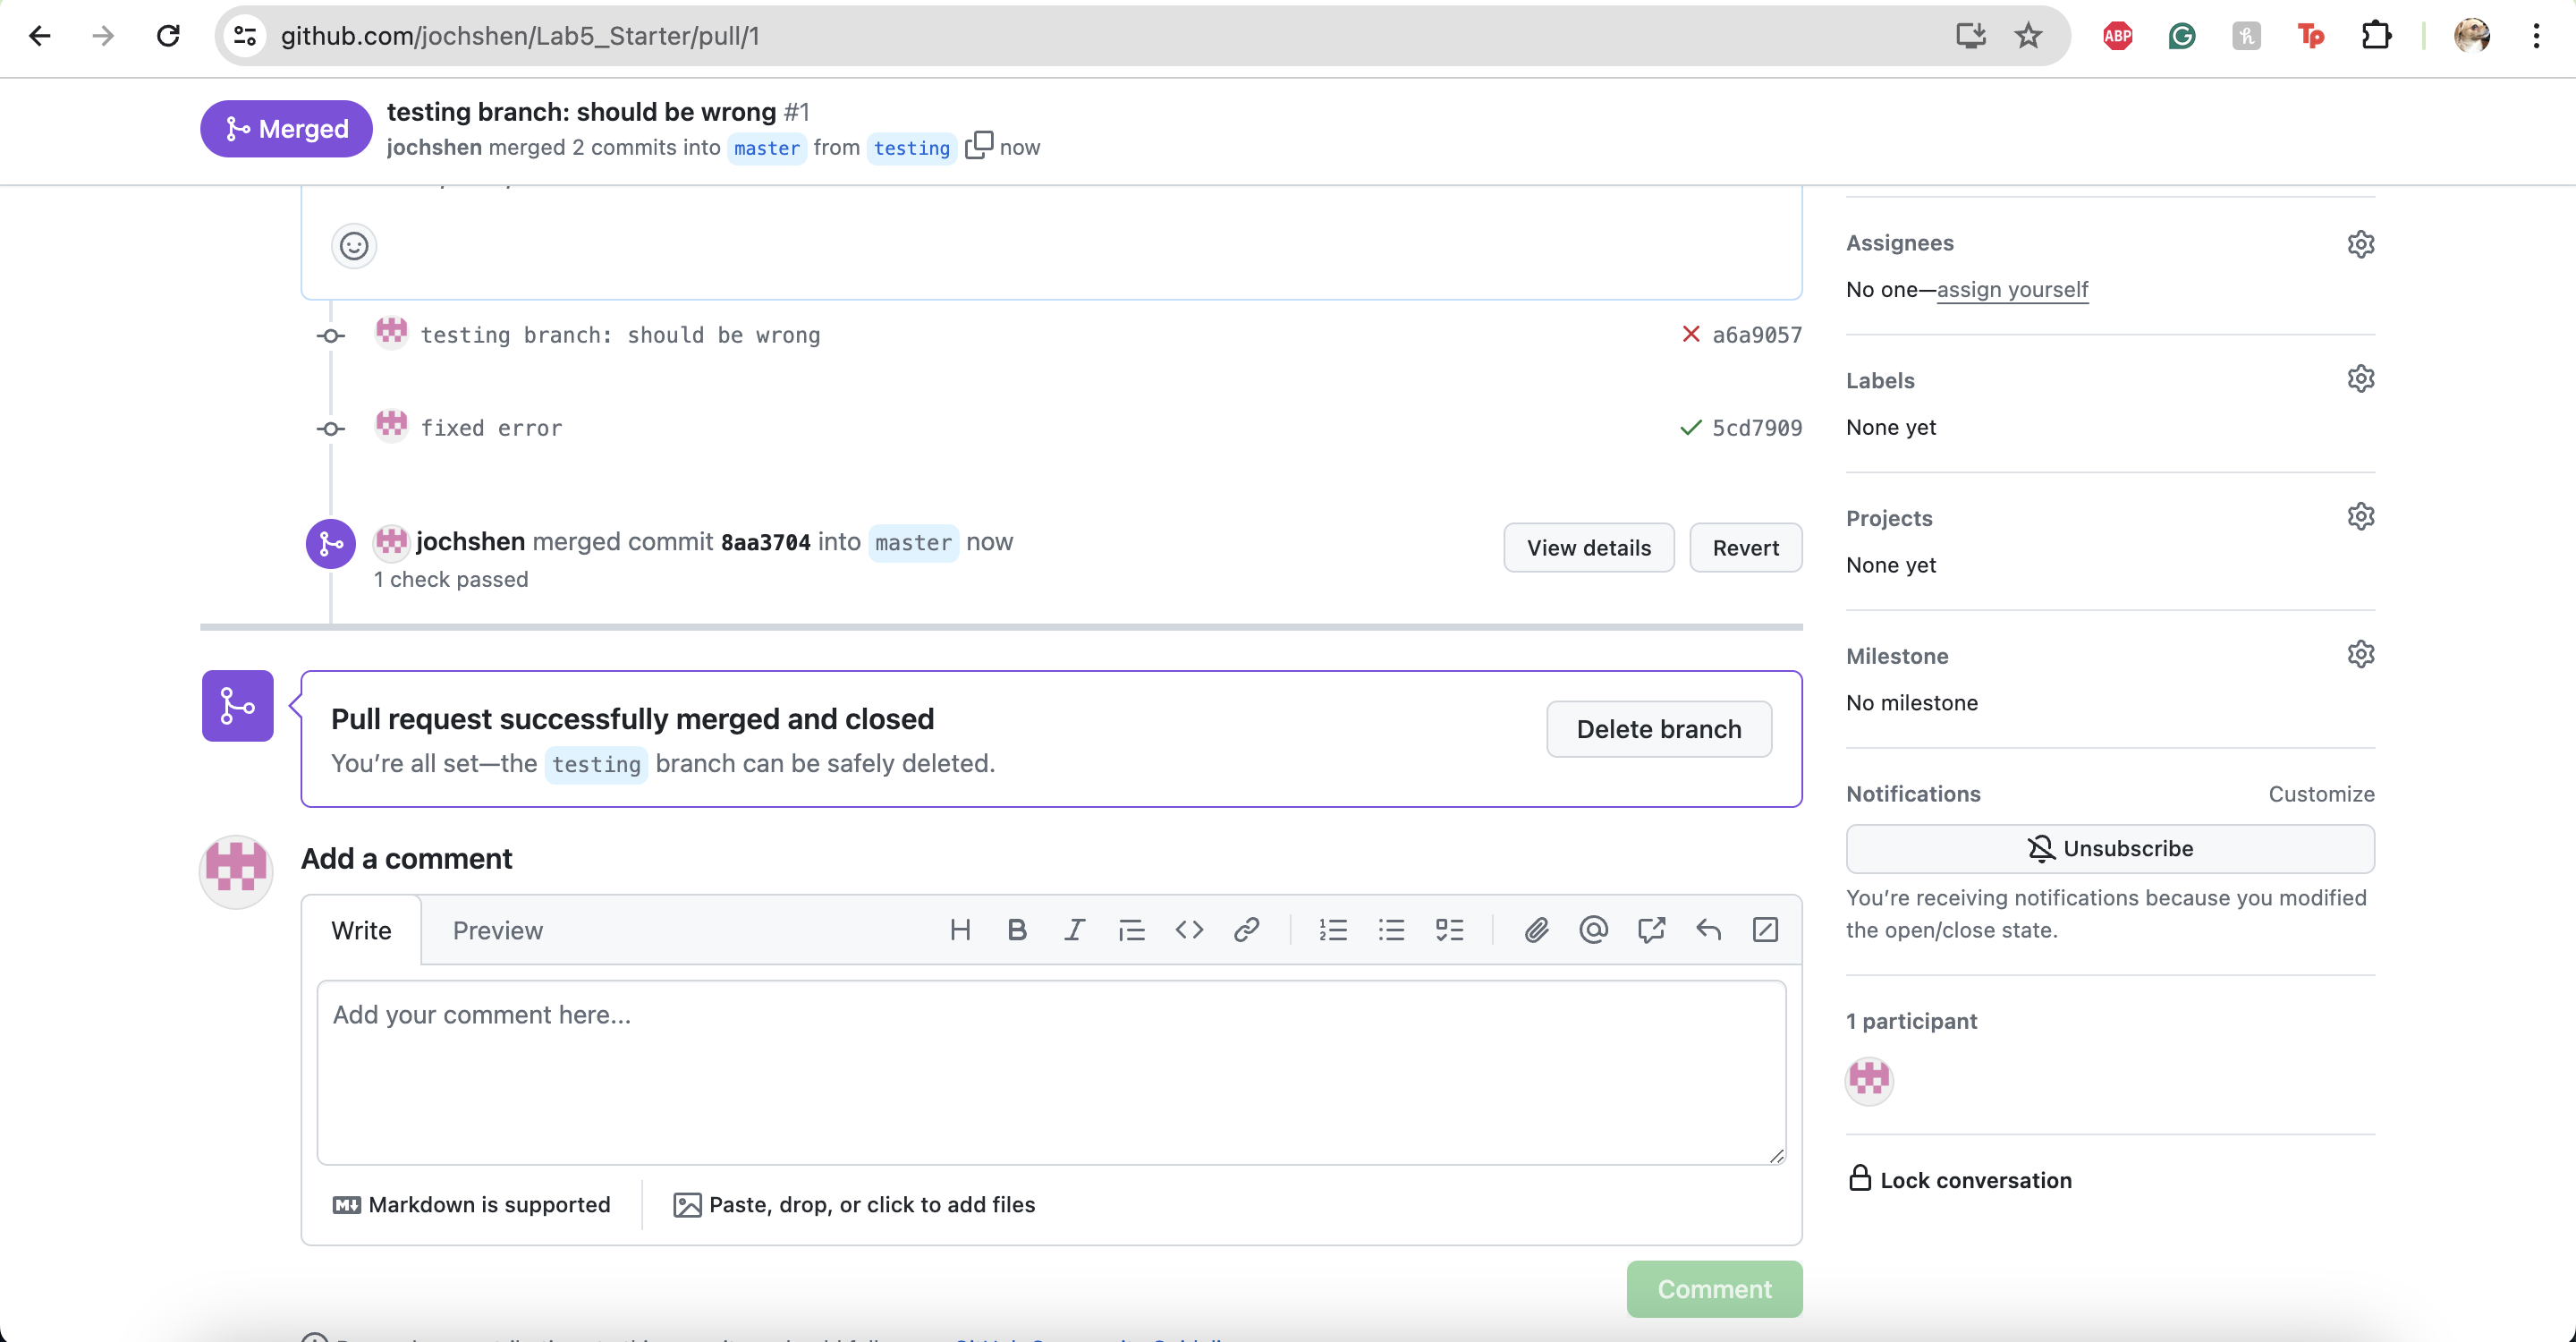 github.com/jochshen/Lab5_Starter/pull/1
ABP
Tp
Merged
testing branch: should be wrong #1
jochshen merged 2 commits into master from testing now
testing branch: should be wrong
a6a9057
fixed error
5cd7909
jochshen merged commit 8aa3704 into master now
1 check passed
View details
Revert
Pull request successfully merged and closed
You’re all set—the testing branch can be safely deleted.
Delete branch
Add a comment
Write
Preview
Add your comment here...
Markdown is supported
Paste, drop, or click to add files
Comment
Assignees
No one—assign yourself
Labels
None yet
Projects
None yet
Milestone
No milestone
Notifications
Customize
Unsubscribe
You’re receiving notifications because you modified
the open/close state.
1 participant
Lock conversation